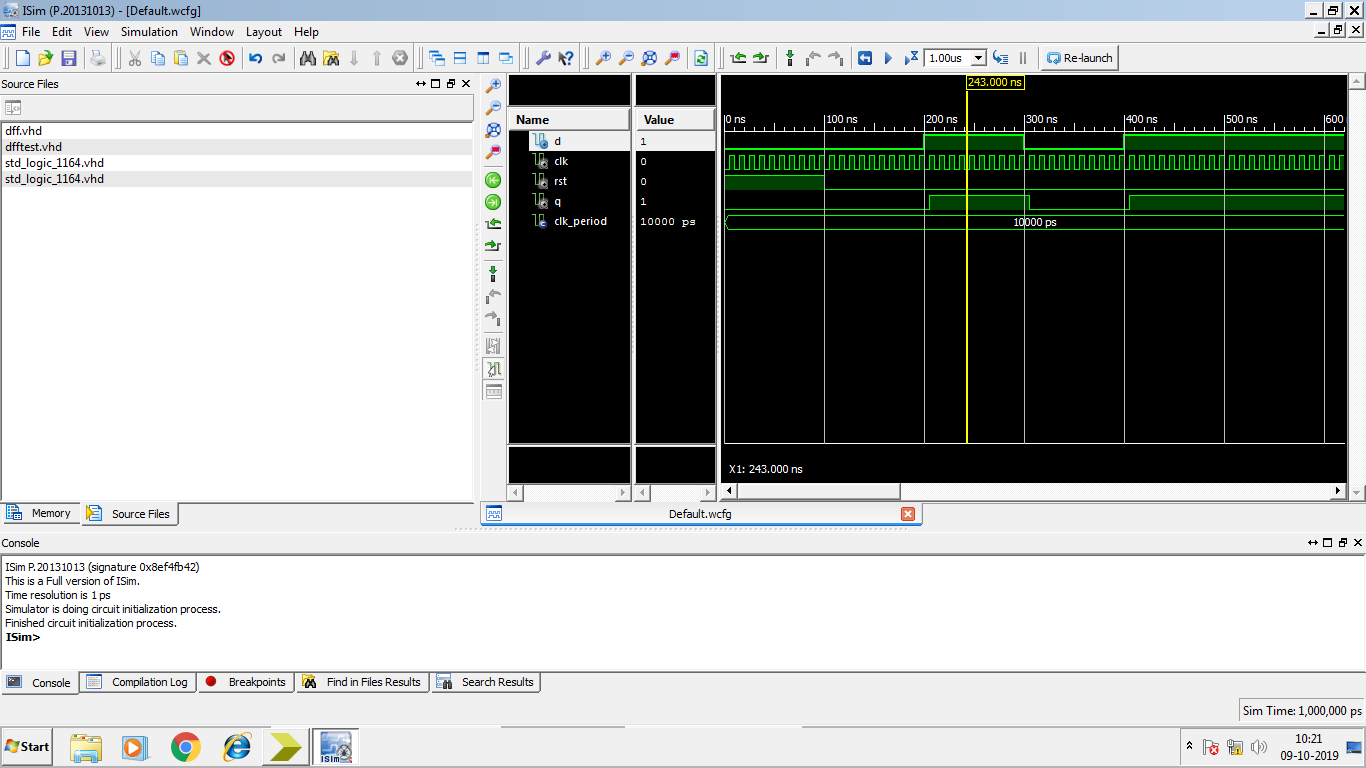 ISim (P.20131013) - [Default.wcfg]
File Edit View Simulation Window Layout Help
1.00us Re-launch
Source Files
dff.vhd
dfftest.vhd
std_logic_1164.vhd
std_logic_1164.vhd
Memory Source Files
Name Value
d 1
clk 0
rst 0
q 1
clk_period 10000 ps
243.000 ns
0 ns 100 ns 200 ns 300 ns 400 ns 500 ns 600
10000 ps
X1: 243.000 ns
Default.wcfg
Console
ISim P.20131013 (signature 0x8ef4fb42)
This is a Full version of ISim.
Time resolution is 1 ps
Simulator is doing circuit initialization process.
Finished circuit initialization process.
ISim>
Console Compilation Log Breakpoints Find in Files Results Search Results
Sim Time: 1,000,000 ps
Start ISim 10:21
09-10-2019